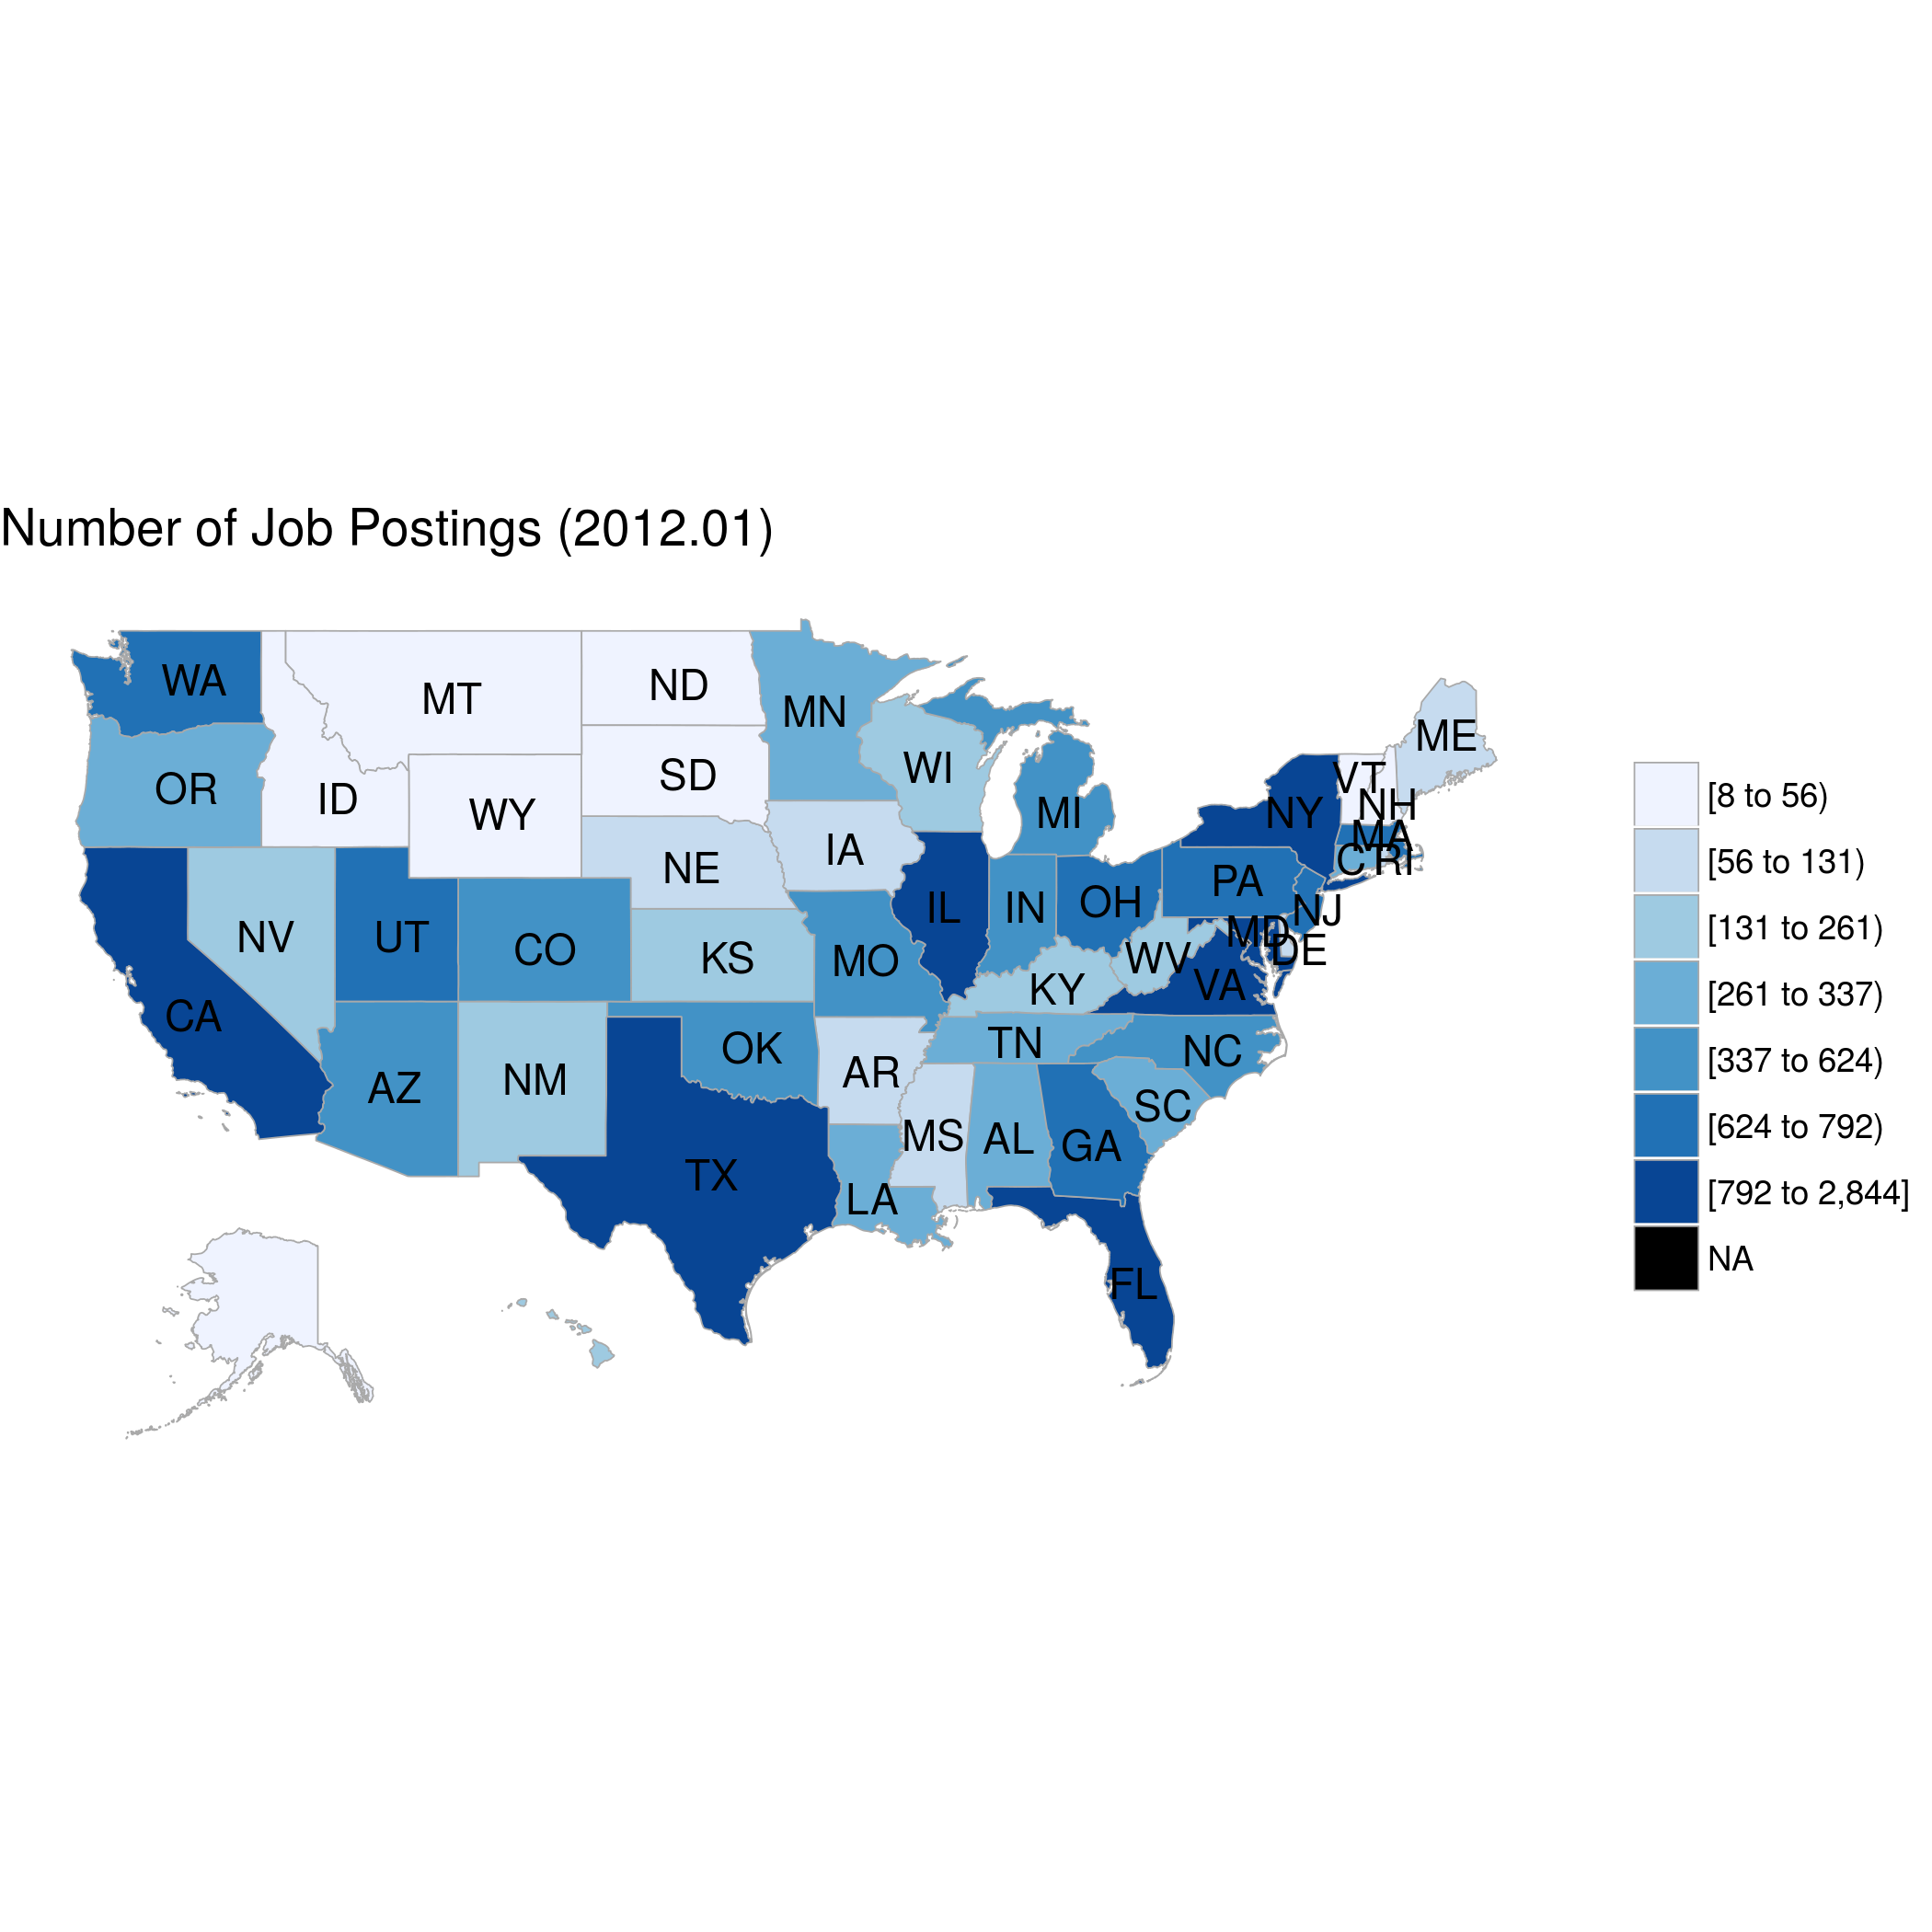 Number of Job Postings (2012.01)
WA
MT
ND
MN
OR
ID
WY
SD
WI
MI
ME
VT
NH
NY
MA
CT RI
NE
IA
PA
NV
UT
CO
KS
MO
IL
IN
OH
NJ
MD
DE
WV
VA
KY
CA
AZ
NM
OK
AR
TN
NC
SC
TX
LA
MS
AL
GA
FL
[8 to 56)
[56 to 131)
[131 to 261)
[261 to 337)
[337 to 624)
[624 to 792)
[792 to 2,844]
NA